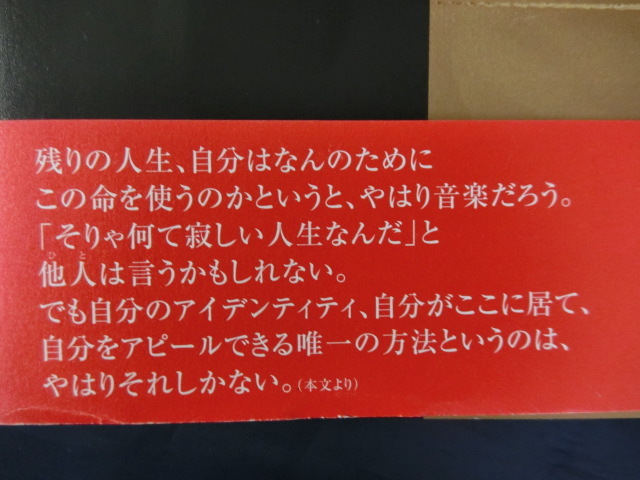 残りの人生、自分はなんのために
この命を使うのかというと、やはり音楽だろう。
「そりゃ何て寂しい人生なんだ」と
ひと
他人は言うかもしれない。
でも自分のアイデンティティ、自分がここに居て、
自分をアピールできる唯一の方法というのは、
やはりそれしかない。(本文より)